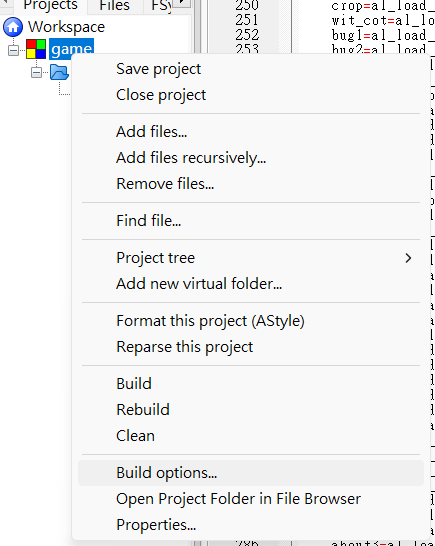 Projects Files FSy
Workspace
game
Save project
Close project
Add files...
Add files recursively...
Remove files...
Find file...
Project tree
Add new virtual folder...
Format this project (AStyle)
Reparse this project
Build
Rebuild
Clean
Build options...
Open Project Folder in File Browser
Properties...
250 crop=al_load_
251 wit_cot=al_lo
252 bug1=al_load_
253 bug2=al_load_
286 about3=al_loa